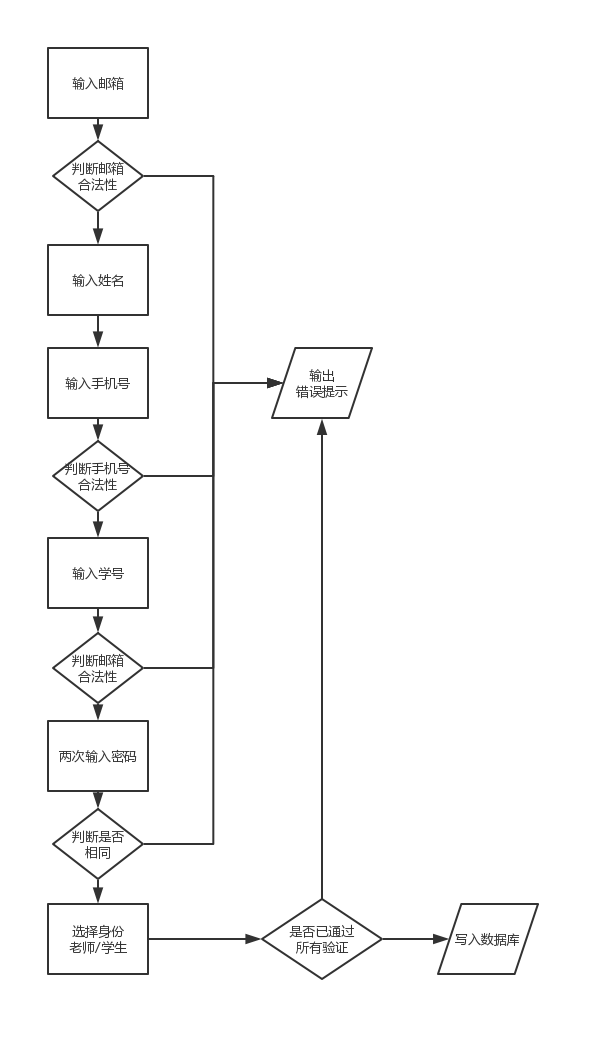 输入邮箱
判断邮箱
合法性
输入姓名
输入手机号
输出
错误提示
判断手机号
合法性
输入学号
判断邮箱
合法性
两次输入密码
判断是否
相同
选择身份
老师/学生
是否已通过
所有验证
写入数据库